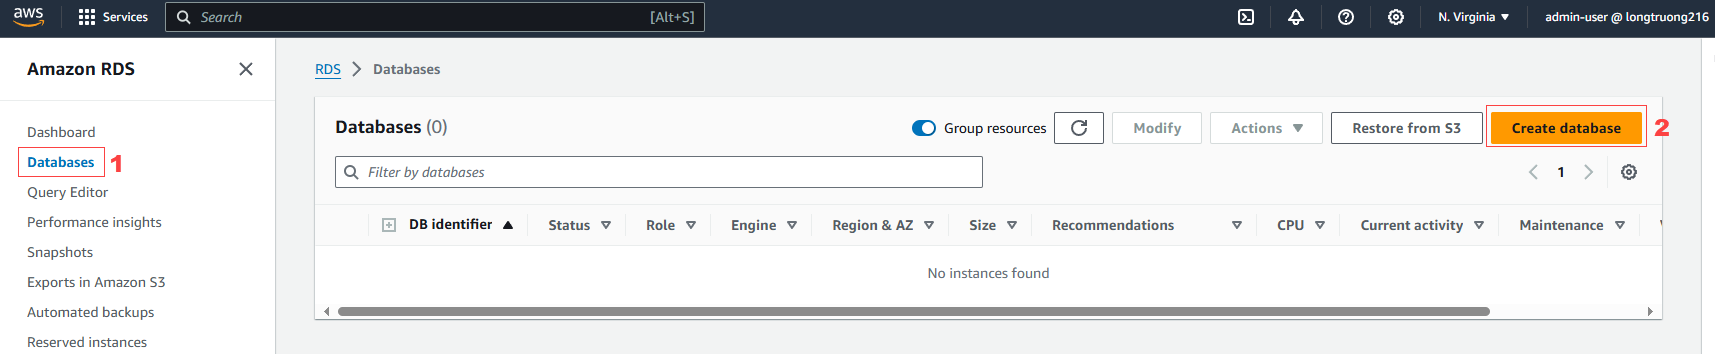 aws Services Search [Alt+S] N. Virginia admin-user @ longtruong216
Amazon RDS
Dashboard
Databases 1
Query Editor
Performance insights
Snapshots
Exports in Amazon S3
Automated backups
Reserved instances
RDS Databases
Databases (0) Group resources Modify Actions Restore from S3 Create database 2
Filter by databases 1
DB identifier Status Role Engine Region & AZ Size Recommendations CPU Current activity Maintenance
No instances found